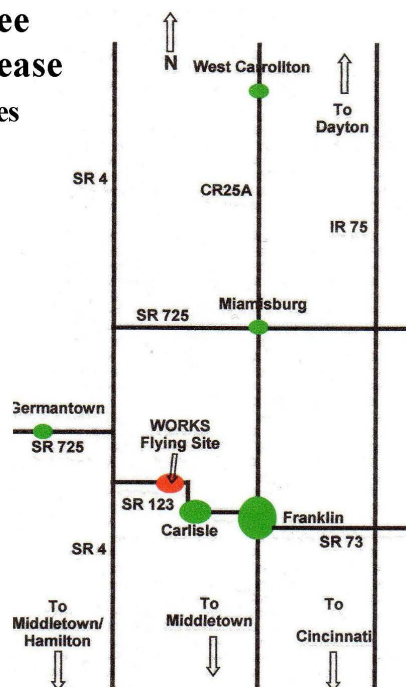 ee
ease
es
N
West Carrollton
To
Dayton
SR 4
CR25A
IR 75
Miamisburg
SR 725
Germantown
SR 725
WORKS
Flying Site
SR 123
Carlisle
Franklin
SR 73
SR 4
To
Middletown/
Hamilton
To
Middletown
To
Cincinnati